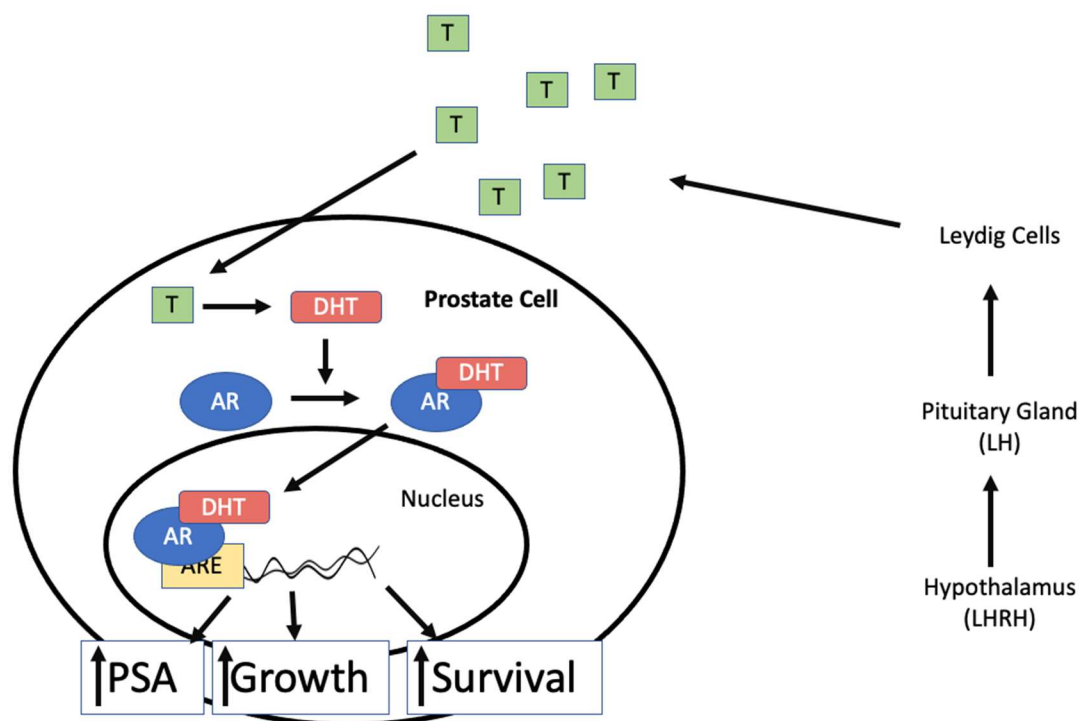 T
T
T
T
T
T
Leydig Cells
T
DHT
Prostate Cell
DHT
AR
AR
Pituitary Gland
(LH)
Nucleus
DHT
AR
ARE
Hypothalamus
(LHRH)
PSA
Growth
Survival